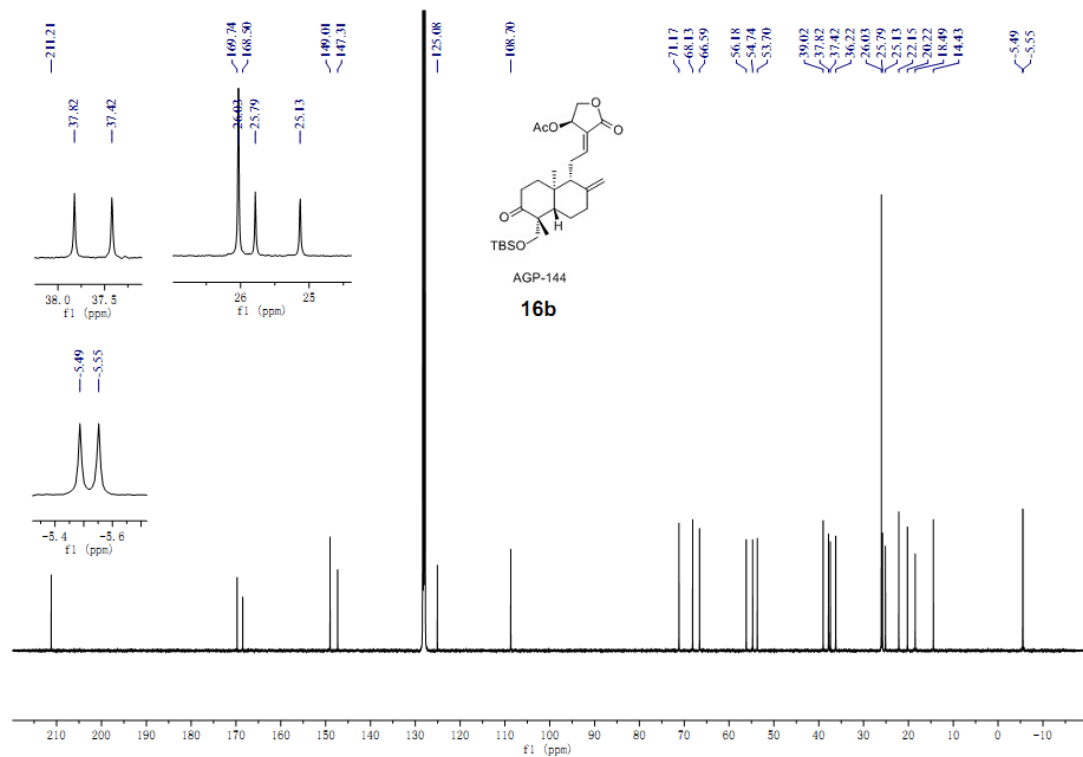 211.21
169.74
168.50
149.01
147.31
125.08
108.70
71.17
68.13
66.59
56.18
54.74
53.70
39.02
37.82
37.42
36.22
26.03
25.79
25.13
22.15
20.22
18.49
14.43
-5.49
-5.55
37.82
37.42
26.03
25.79
25.13
38.0 37.5
f1 (ppm)
26 25
f1 (ppm)
O
O
AcO
O
H
TBSO
AGP-144
16b
-5.49
-5.55
-5.4 -5.6
f1 (ppm)
210 200 190 180 170 160 150 140 130 120 110 100 90 80 70 60 50 40 30 20 10 0 -10
f1 (ppm)